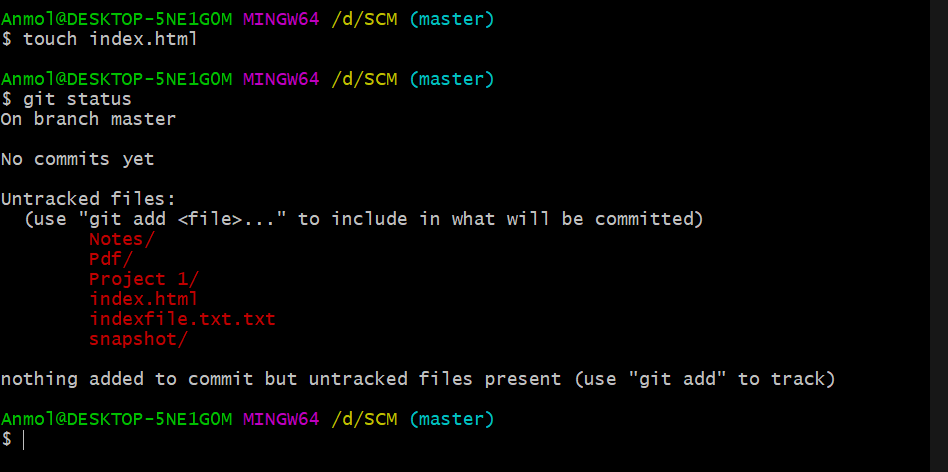 Anmol@DESKTOP-5NE1G0M MINGW64 /d/SCM (master)
$ touch index.html
Anmol@DESKTOP-5NE1G0M MINGW64 /d/SCM (master)
$ git status
On branch master
No commits yet
Untracked files:
(use "git add <file>..." to include in what will be committed)
Notes/
Pdf/
Project 1/
index.html
indexfile.txt.txt
snapshot/
nothing added to commit but untracked files present (use "git add" to track)
Anmol@DESKTOP-5NE1G0M MINGW64 /d/SCM (master)
$